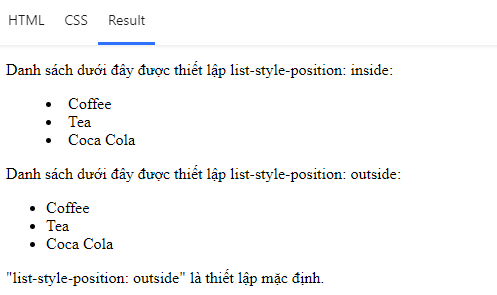 HTML CSS Result
Danh sách dưới đây được thiết lập list-style-position: inside:
• Coffee
• Tea
• Coca Cola
Danh sách dưới đây được thiết lập list-style-position: outside:
• Coffee
• Tea
• Coca Cola
"list-style-position: outside" là thiết lập mặc định.